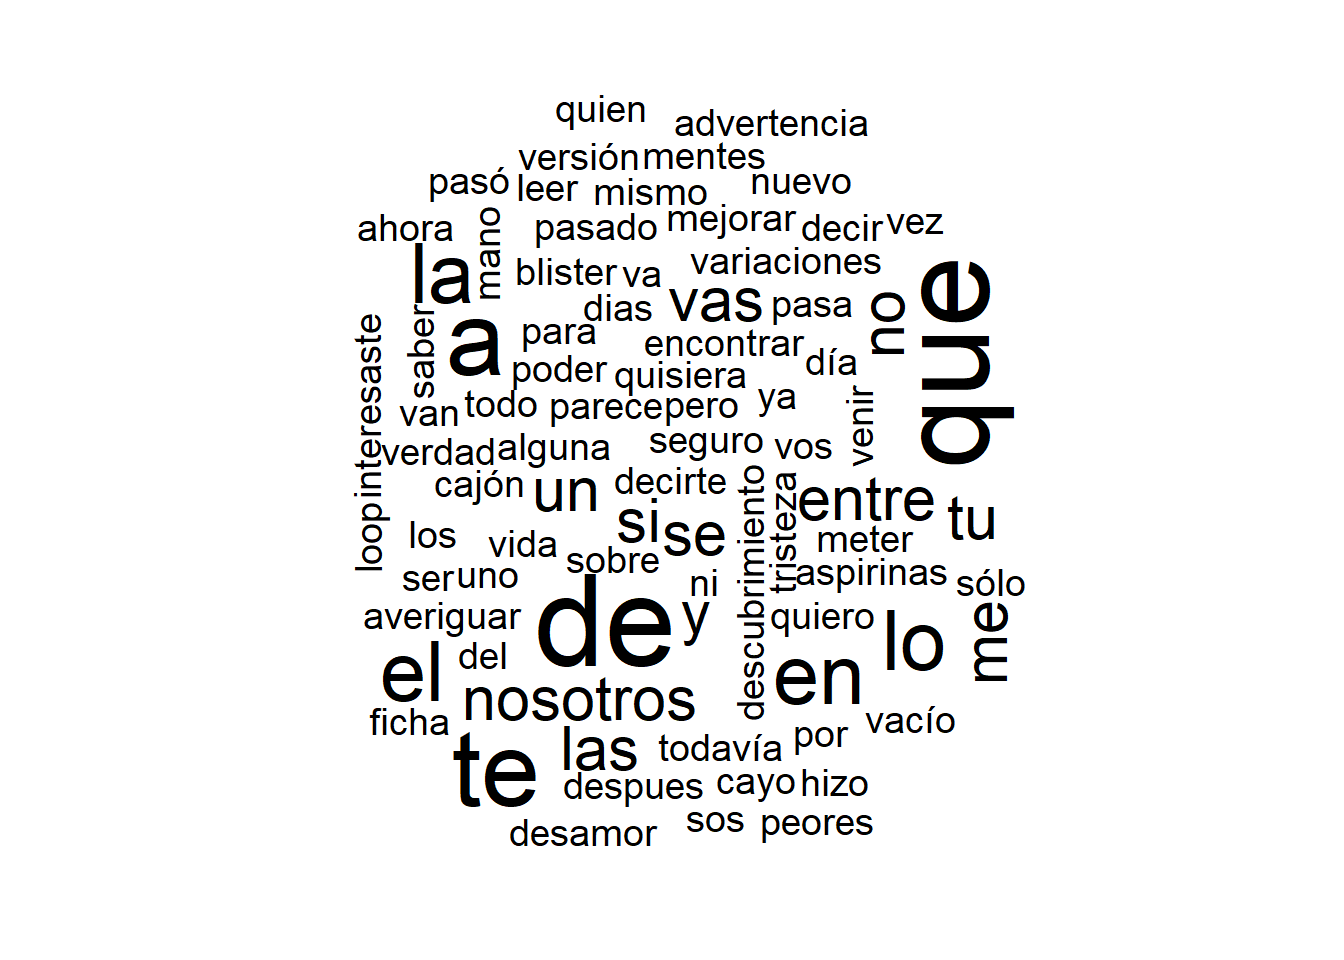 quien
advertencia
versión mentes
pasó leer mismo nuevo
ahora mano pasado mejorar decir vez
la blister va variaciones
dias vas pasa no que
saber a para encontrar día
interesaste poder quisiera
van todo parece pero ya venir
verdad alguna seguro vos
cajón un decirte entre tu
loop los vida si se descubrimiento tristeza meter
ser uno sobre ni aspirinas sólo
averiguar de y quiero lo me
el del en
nosotros
ficha las todavía por vacío
te despues cayo hizo
desamor sos peores